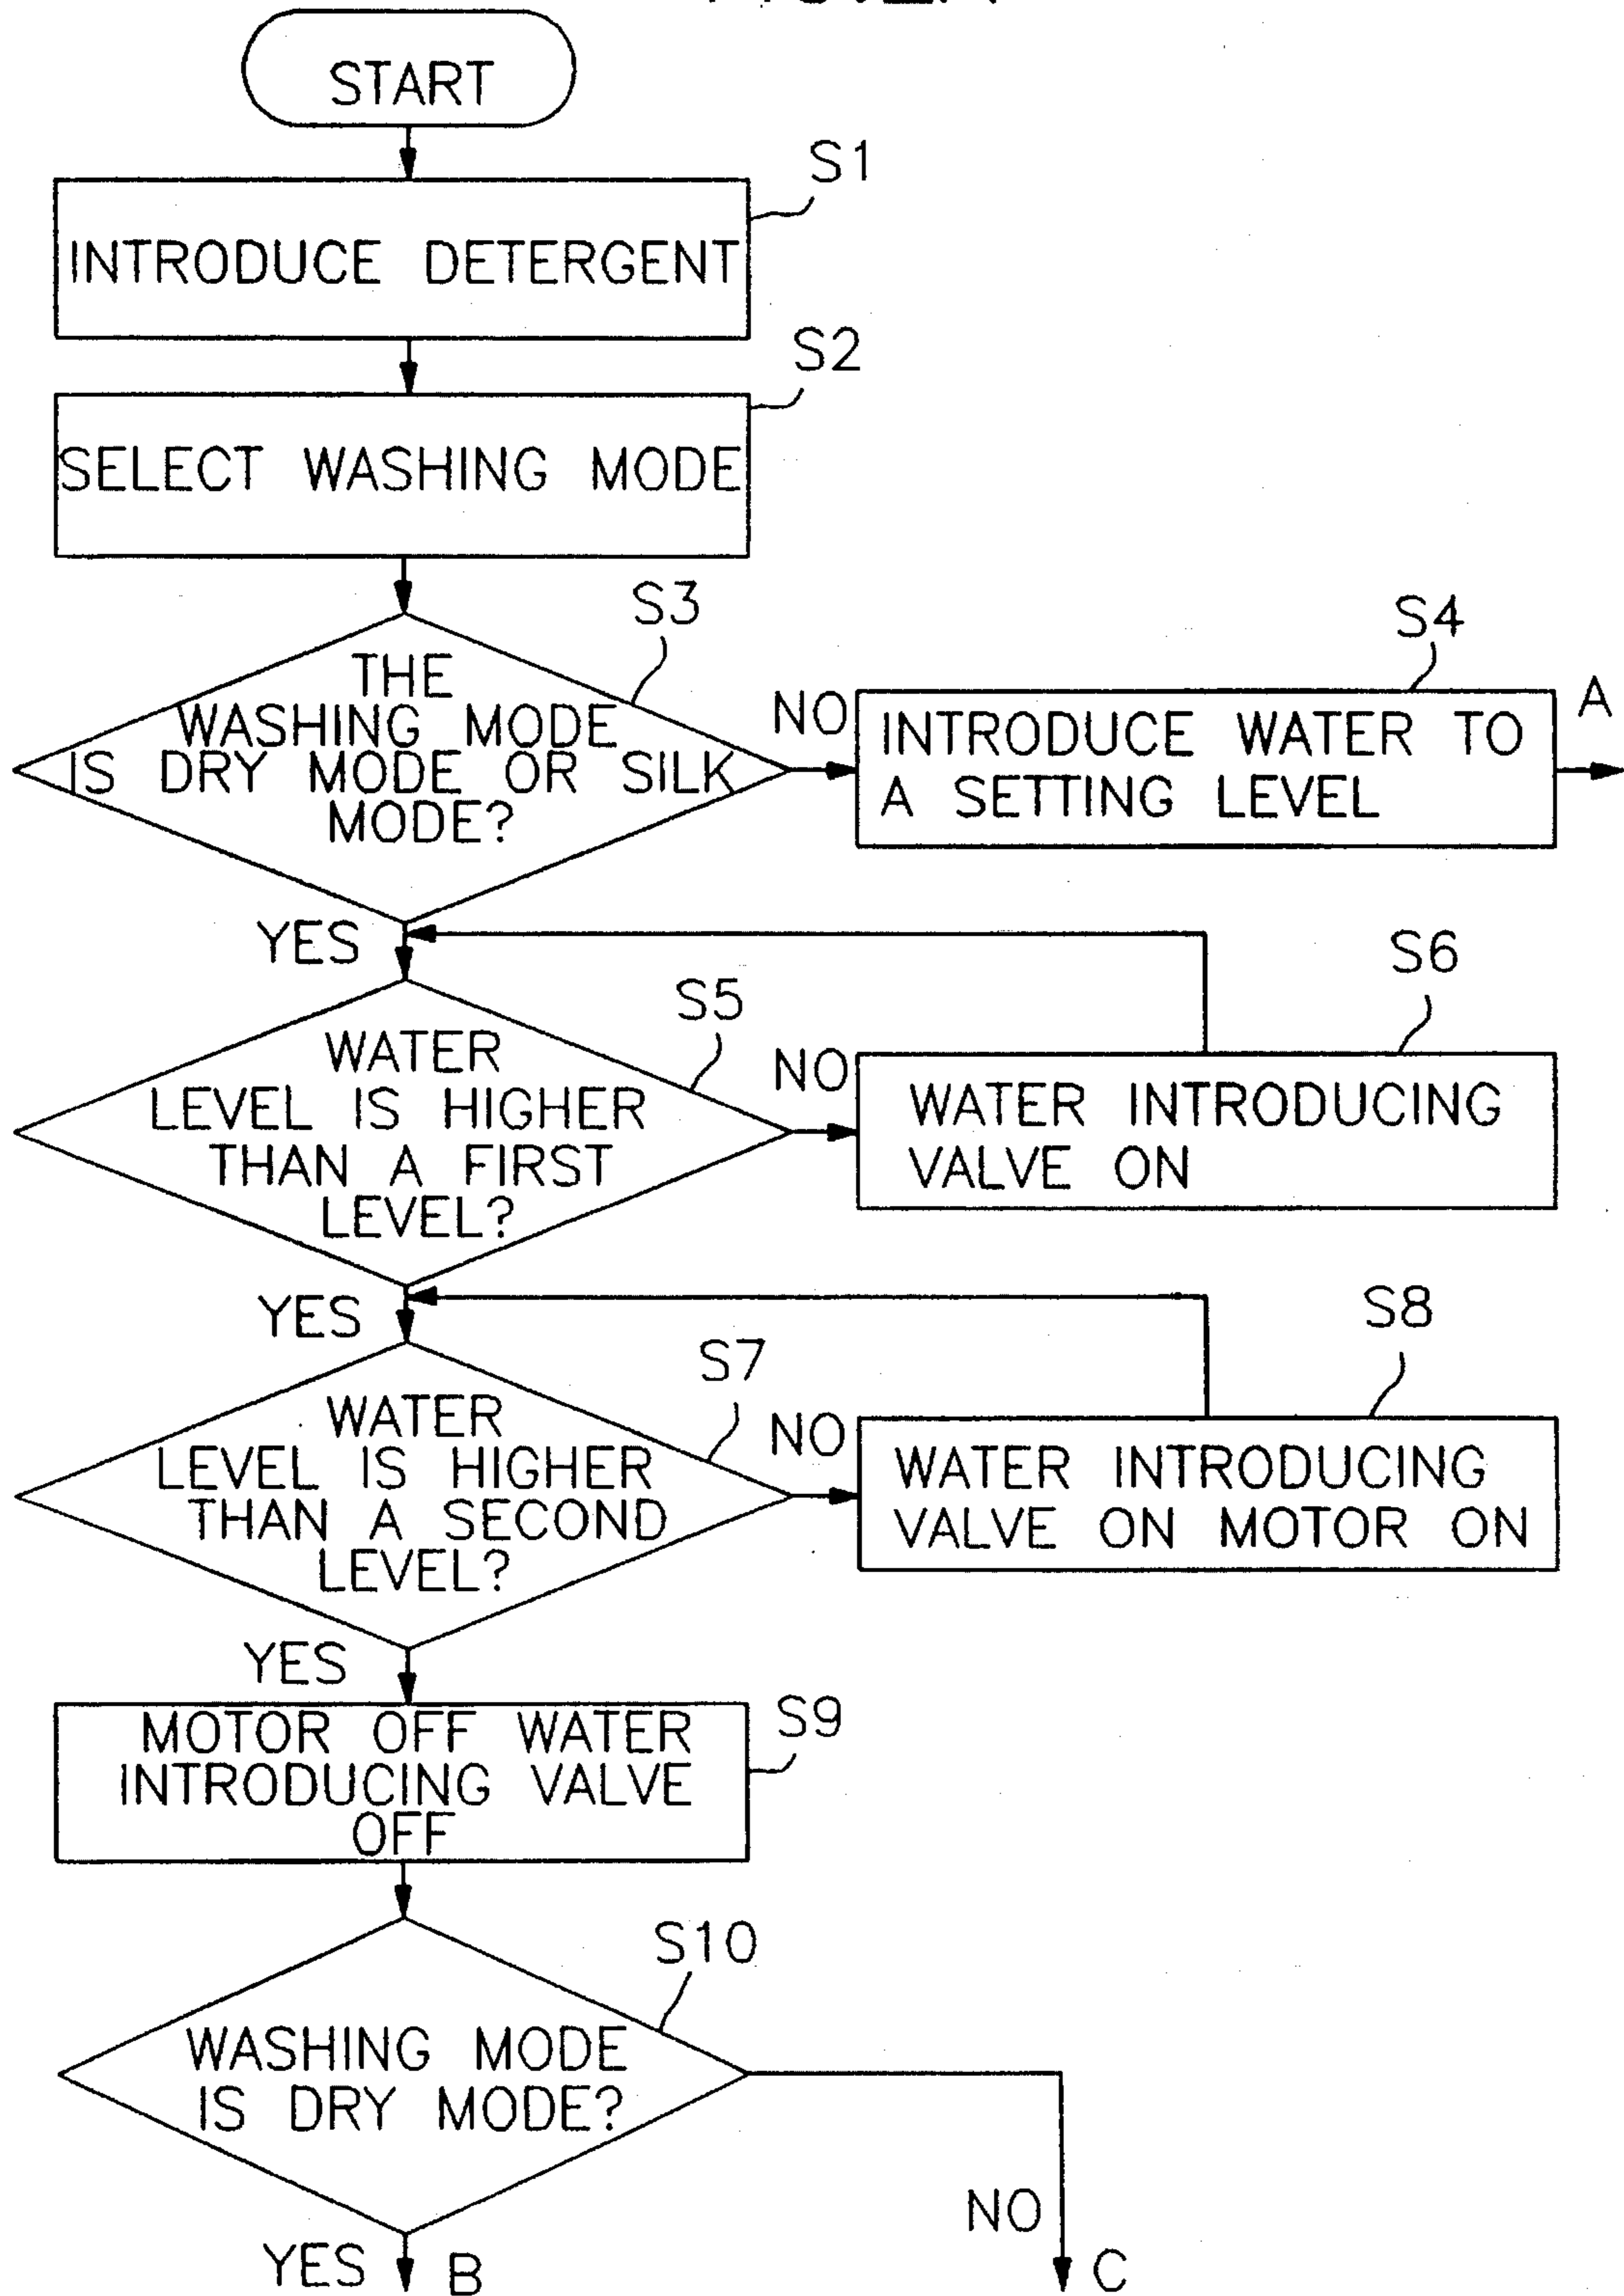 START
S1
INTRODUCE DETERGENT
S2
SELECT WASHING MODE
S3
THE
WASHING MODE
IS DRY MODE OR SILK
MODE?
NO
S4
INTRODUCE WATER TO
A SETTING LEVEL
A
YES
S5
WATER
LEVEL IS HIGHER
THAN A FIRST
LEVEL?
NO
S6
WATER INTRODUCING
VALVE ON
YES
S7
WATER
LEVEL IS HIGHER
THAN A SECOND
LEVEL?
NO
S8
WATER INTRODUCING
VALVE ON MOTOR ON
YES
S9
MOTOR OFF WATER
INTRODUCING VALVE
OFF
S10
WASHING MODE
IS DRY MODE?
NO
C
YES
B